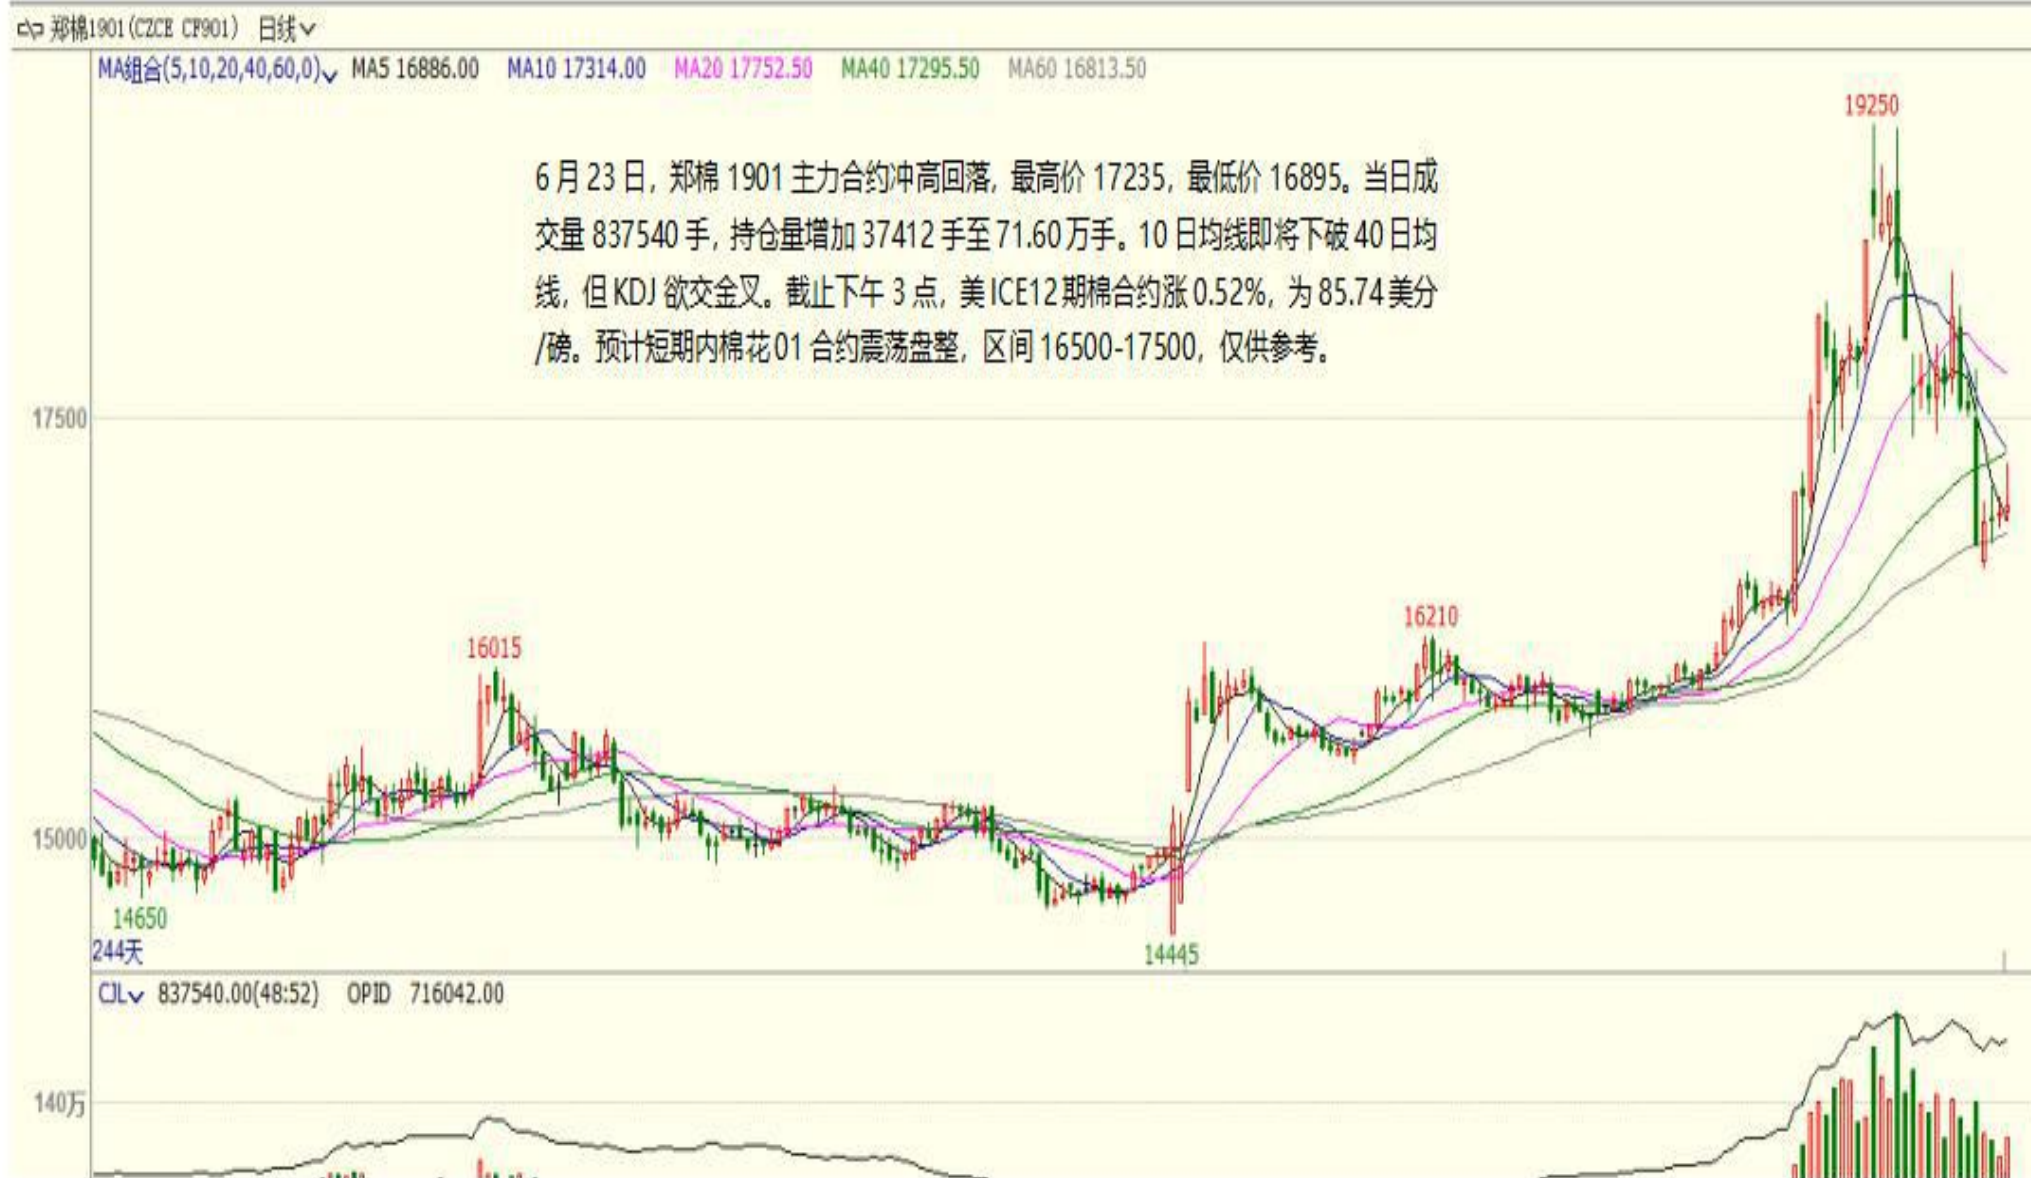 郑棉1901(CZCE CF901) 日线
MA组合(5,10,20,40,60,0) MA5 16886.00 MA10 17314.00 MA20 17752.50 MA40 17295.50 MA60 16813.50
19250
6月23日，郑棉1901主力合约冲高回落，最高价17235，最低价16895。当日成
交量837540手，持仓量增加37412手至71.60万手。10日均线即将下破40日均
线，但KDJ欲交金叉。截止下午3点，美ICE12期棉合约涨0.52%，为85.74美分
/磅。预计短期内棉花01合约震荡盘整，区间16500-17500，仅供参考。
17500
16210
16015
15000
14650
14445
244天
CJL 837540.00(48:52) OPID 716042.00
140万